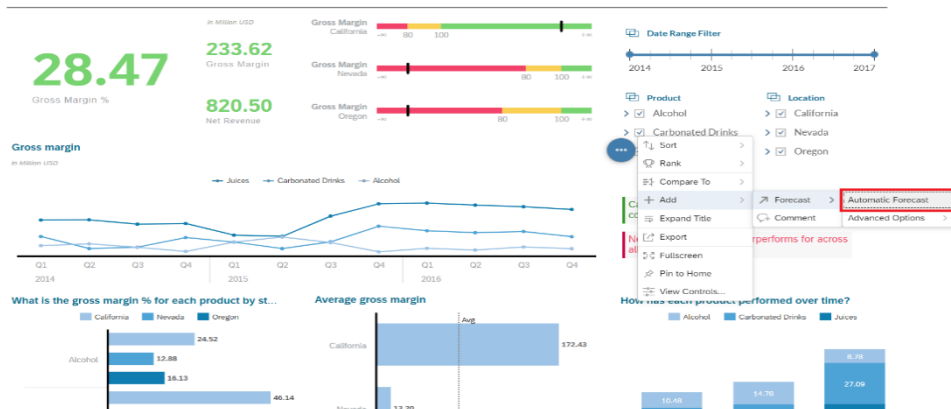 28.47
Gross Margin %
In Million USD
233.62
Gross Margin
820.50
Net Revenue
Gross Margin
California
80 100
Gross Margin
Nevada
80 100
Gross Margin
Oregon
80 100
Date Range Filter
2014 2015 2016 2017
Product
Alcohol
Carbonated Drinks
Location
California
Nevada
Oregon
Gross margin
in Million USD
Juices Carbonated Drinks Alcohol
Q1 Q2 Q3 Q4 Q1 Q2 Q3 Q4 Q1 Q2 Q3 Q4
2014 2015 2016
Sort
Rank
Compare To
Add
Expand Title
Export
Fullscreen
Pin to Home
View Controls...
Forecast
Comment
Automatic Forecast
Advanced Options
rperforms for across
What is the gross margin % for each product by st...
California Nevada Oregon
Alcohol
24.52
12.88
16.13
46.14
Average gross margin
Avg
California
172.43
Nevada
13.20
How has each product performed over time?
Alcohol Carbonated Drinks Juices
10.48
14.76
8.78
27.09